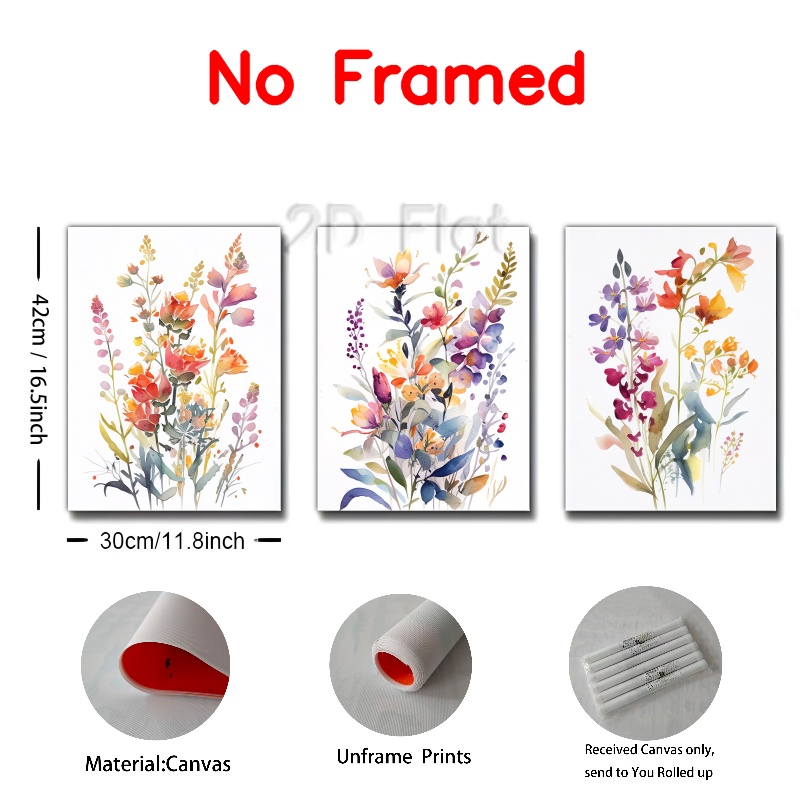 No Framed
2D Flat
42cm / 16.5inch
30cm/11.8inch
Material:Canvas
Unframe Prints
Received Canvas only,
send to You Rolled up